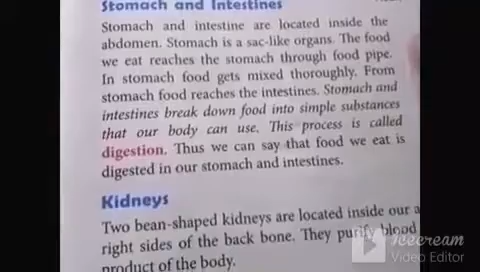 Stomach and Intestines
Stomach and intestine are located inside the
abdomen. Stomach is a sac-like organs. The food
we eat reaches the stomach through food pipe.
In stomach food gets mixed thoroughly. From
stomach food reaches the intestines. Stomach and
intestines break down food into simple substances
that our body can use. This process is called
digestion. Thus we can say that food we eat is
digested in our stomach and intestines.
Kidneys
Two bean-shaped kidneys are located inside our a
right sides of the back bone. They purify blood
product of the body.
Icecream
Video Editor